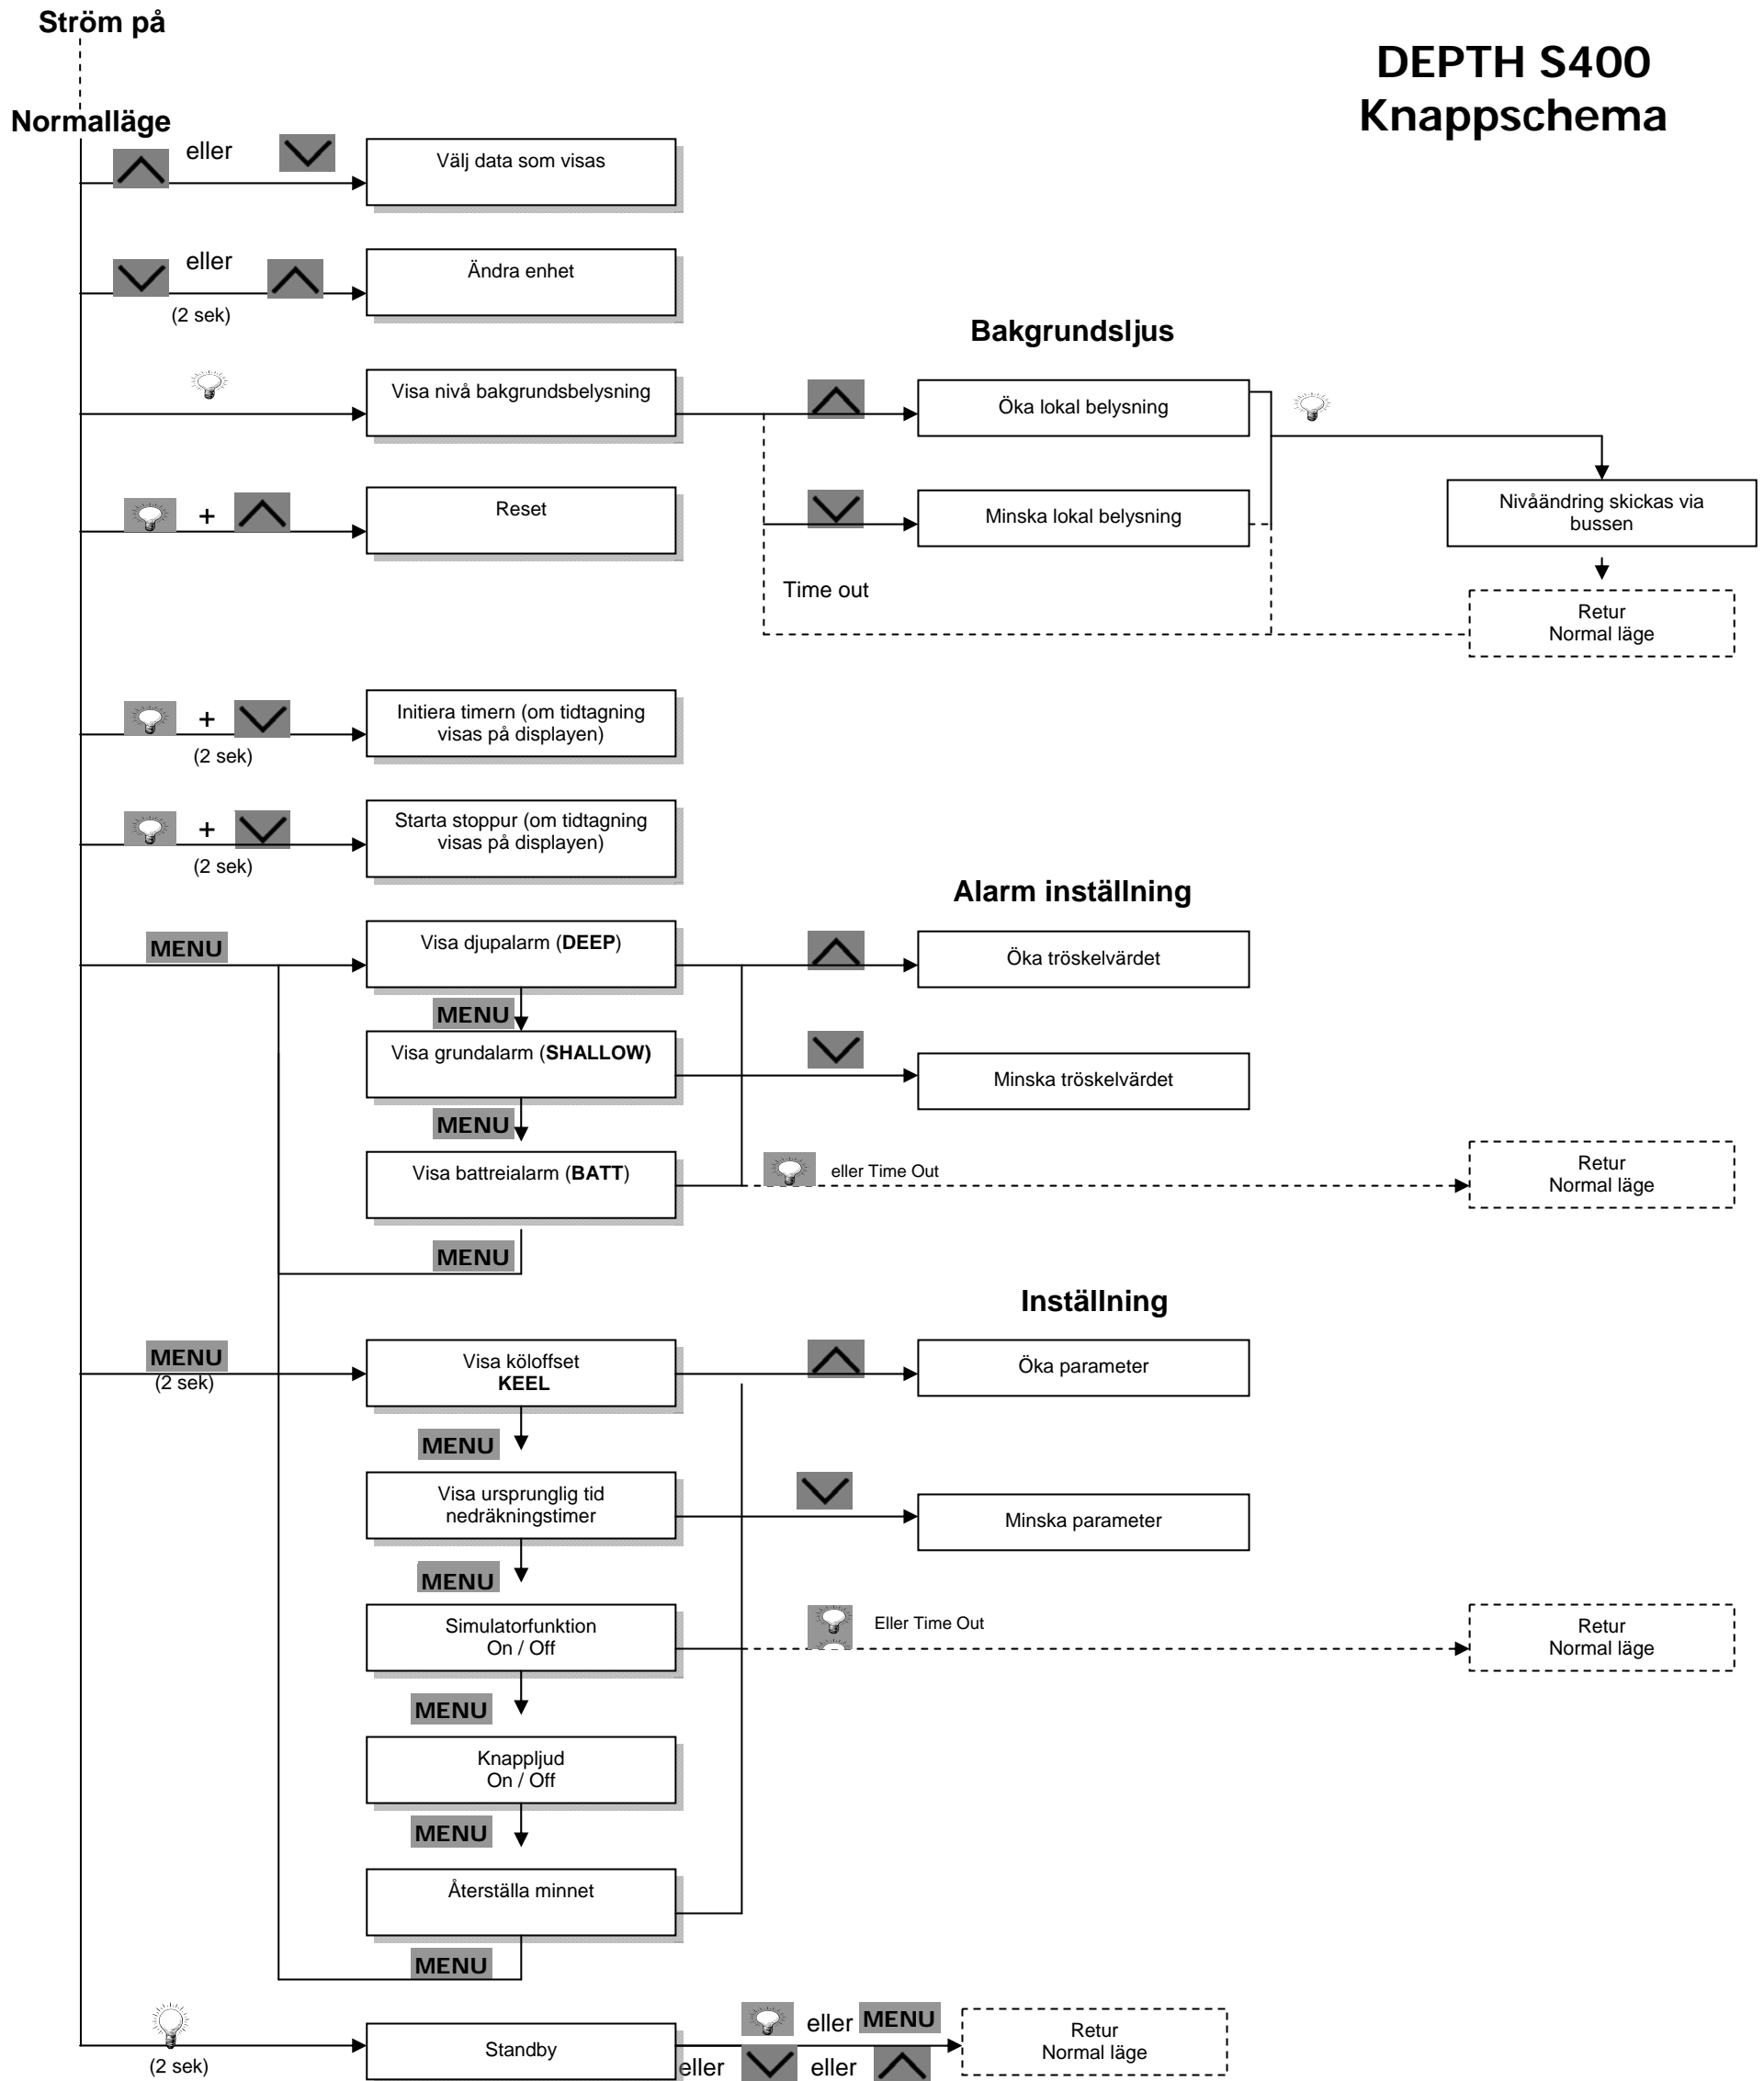 Ström på
DEPTH S400
Knappschema
Normalläge
eller
Välj data som visas
eller
(2 sek)
Ändra enhet
Bakgrundsljus
Visa nivå bakgrundsbelysning
Öka lokal belysning
+
Reset
Minska lokal belysning
Nivåändring skickas via
bussen
Time out
Retur
Normal läge
+
(2 sek)
Initiera timern (om tidtagning
visas på displayen)
+
(2 sek)
Starta stoppur (om tidtagning
visas på displayen)
Alarm inställning
MENU
Visa djupalarm (DEEP)
Öka tröskelvärdet
MENU
Visa grundalarm (SHALLOW)
Minska tröskelvärdet
MENU
Visa battreialarm (BATT)
eller Time Out
Retur
Normal läge
MENU
Inställning
MENU
(2 sek)
Visa köloffset
KEEL
Öka parameter
MENU
Visa ursprunglig tid
nedräkningstimer
Minska parameter
MENU
Simulatorfunktion
On / Off
Eller Time Out
Retur
Normal läge
MENU
Knappljud
On / Off
MENU
Återställa minnet
MENU
(2 sek)
Standby
eller MENU
eller eller
Retur
Normal läge